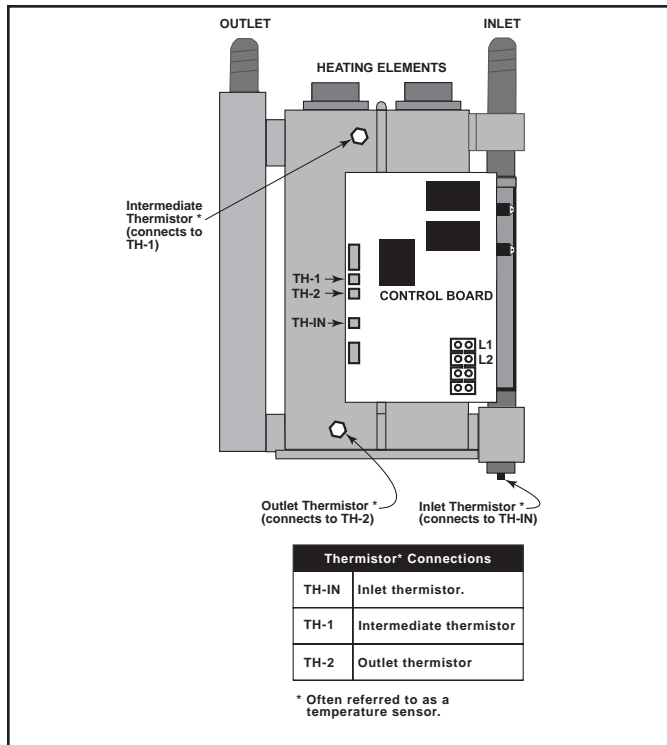 OUTLET
INLET
HEATING ELEMENTS
Intermediate
Thermistor *
(connects to
TH-1)
TH-1
TH-2
CONTROL BOARD
TH-IN
L1
L2
Outlet Thermistor *
(connects to TH-2)
Inlet Thermistor *
(connects to TH-IN)
Thermistor* Connections
TH-IN Inlet thermistor.
TH-1 Intermediate thermistor
TH-2 Outlet thermistor
* Often referred to as a
temperature sensor.